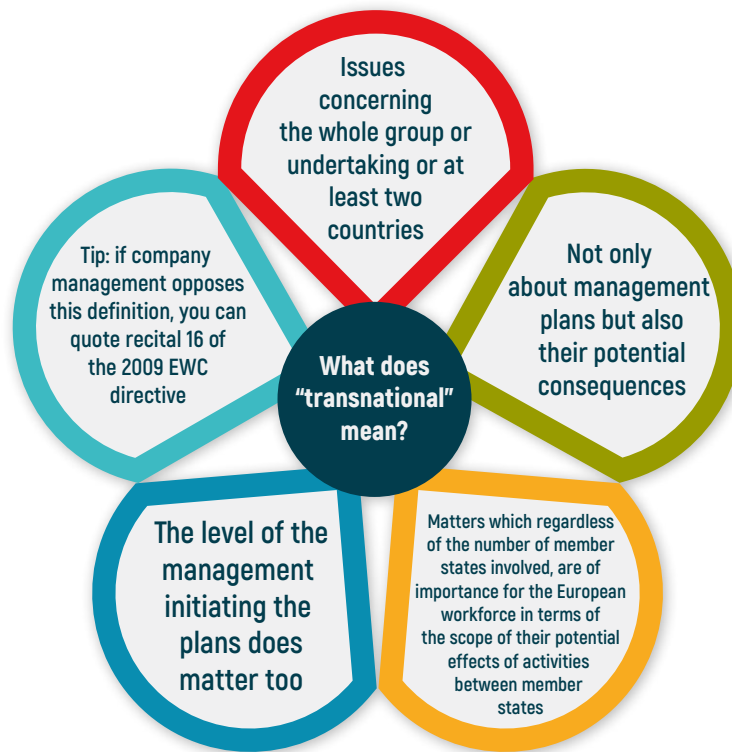 Issues
concerning
the whole group or
undertaking or at
least two
countries
Tip: if company
management opposes
this definition, you can
quote recital 16 of
the 2009 EWC
directive
Not only
about management
plans but also
their potential
consequences
What does
“transnational”
mean?
The level of the
management
initiating the
plans does
matter too
Matters which regardless
of the number of member
states involved, are of
importance for the European
workforce in terms of
the scope of their potential
effects of activities
between member
states